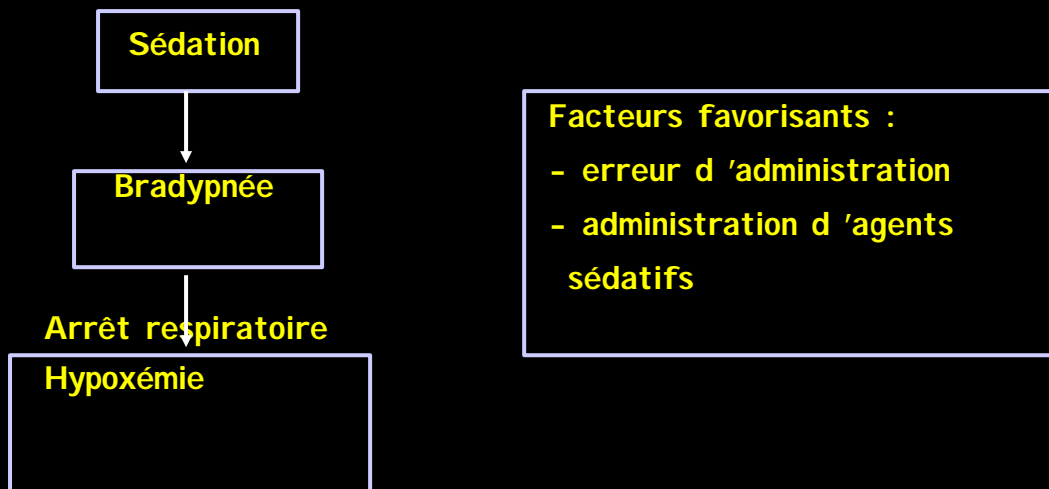 Sédation
Bradypnée
Arrêt respiratoire
Hypoxémie
Facteurs favorisants :
- erreur d ’administration
- administration d ’agents
sédatifs